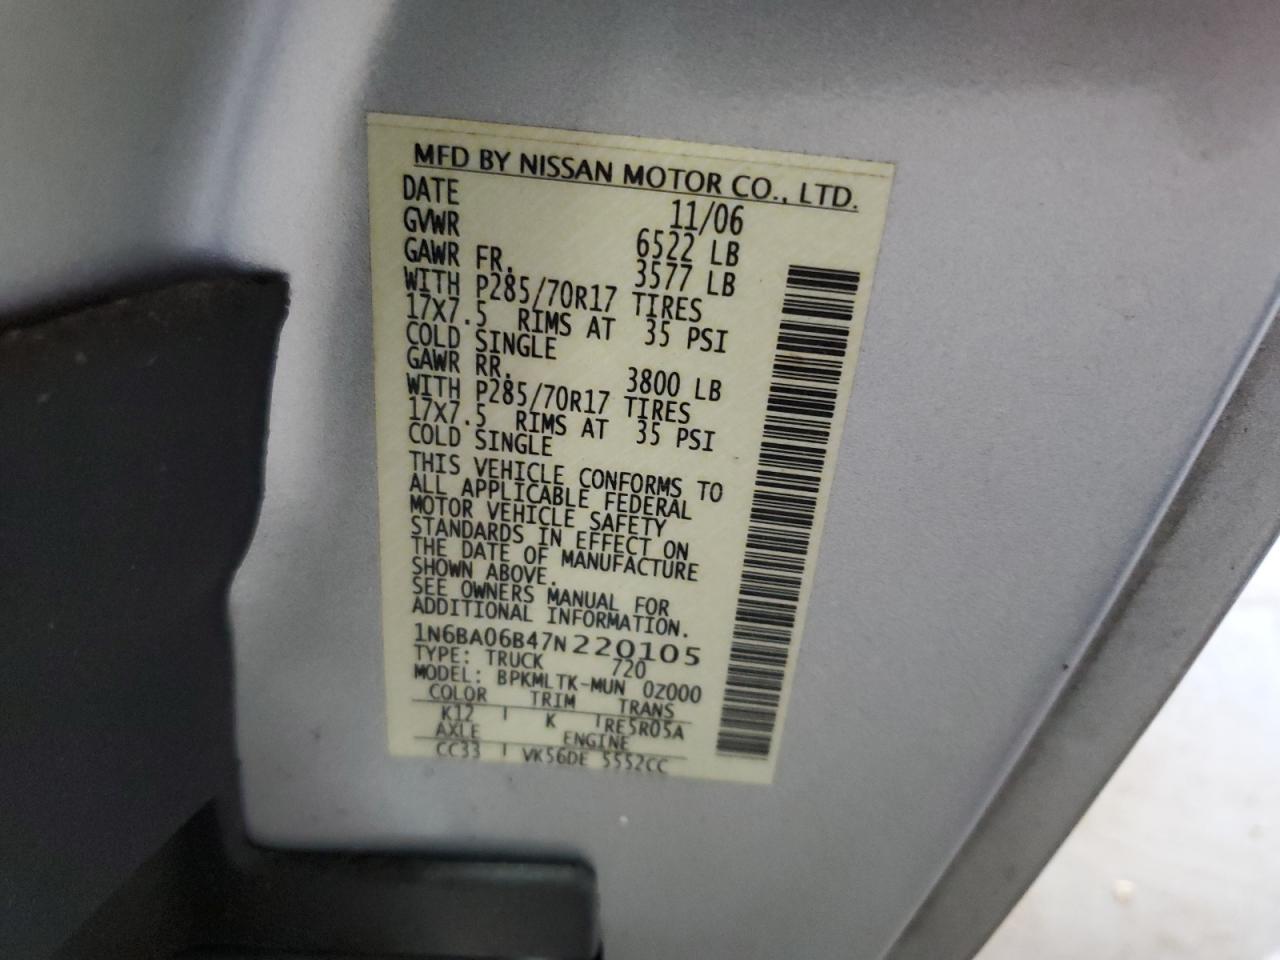 MFD BY NISSAN MOTOR CO., LTD.
DATE 11/06
GVWR 6522 LB
GAWR FR. 3577 LB
WITH P285/70R17 TIRES
17X7.5 RIMS AT 35 PSI
COLD SINGLE
GAWR RR. 3800 LB
WITH P285/70R17 TIRES
17X7.5 RIMS AT 35 PSI
COLD SINGLE
THIS VEHICLE CONFORMS TO
ALL APPLICABLE FEDERAL
MOTOR VEHICLE SAFETY
STANDARDS IN EFFECT ON
THE DATE OF MANUFACTURE
SHOWN ABOVE.
SEE OWNERS MANUAL FOR
ADDITIONAL INFORMATION.
1N6BA06B47N220105
TYPE: TRUCK 720
MODEL: BPKMLTK-MUN 0Z000
COLOR TRIM TRANS
K12 K RE5R05A
AXLE ENGINE
CC33 VK56DE 5552CC